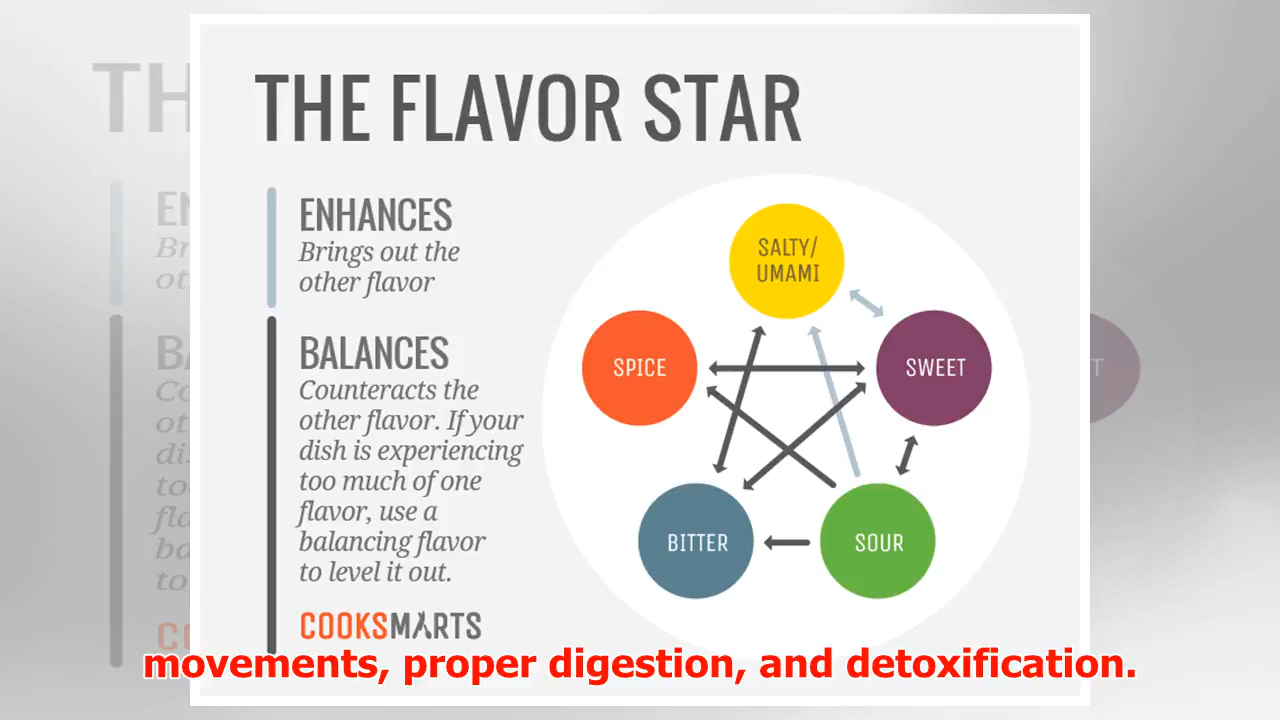 THE FLAVOR STAR
ENHANCES
Brings out the
other flavor
BALANCES
Counteracts the
other flavor. If your
dish is experiencing
too much of one
flavor, use a
balancing flavor
to level it out.
COOKSMARTS
SALTY/
UMAMI
SPICE
SWEET
BITTER
SOUR
movements, proper digestion, and detoxification.